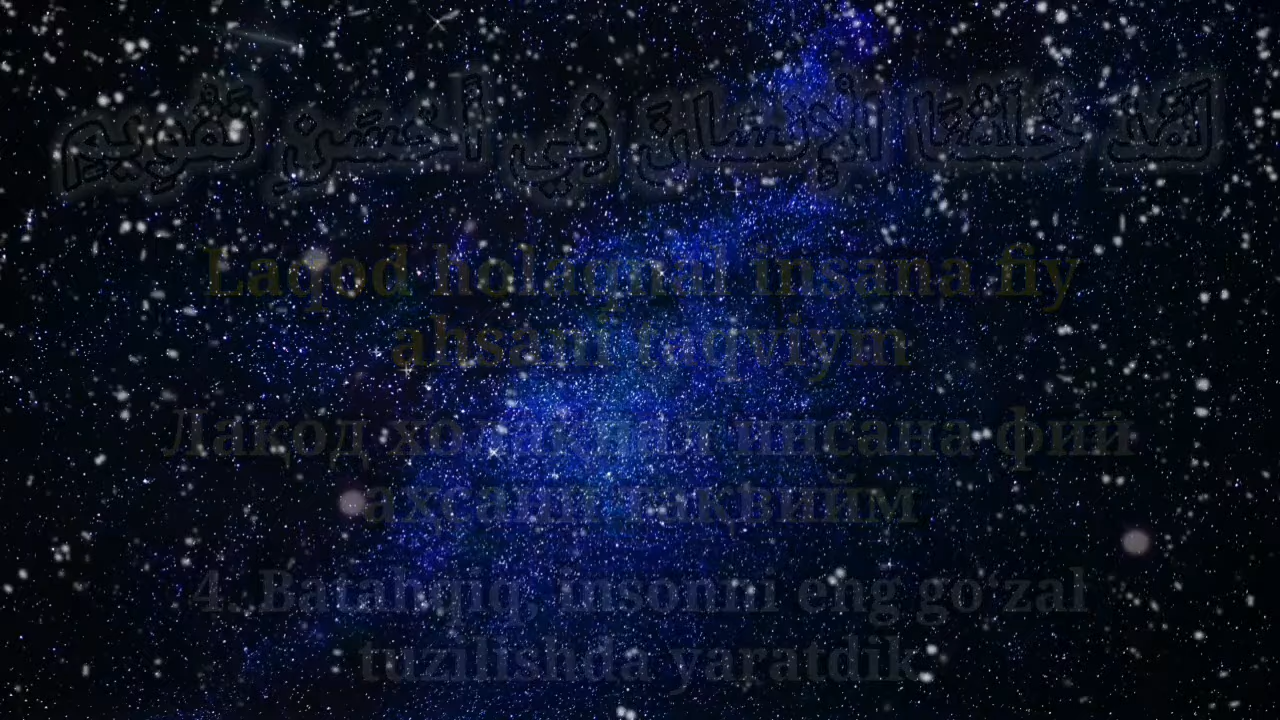 لَقَدْ خَلَقْنَا الْإِنسَانَ فِي أَحْسَنِ تَقْوِيمٍ
Laqod holaqnal insana fiy
ahsani taqviym
Лақод холақнал инсана фий
ахсани тақвийм
4. Batahqiq, insonni eng go‘zal
tuzilishda yaratdik.